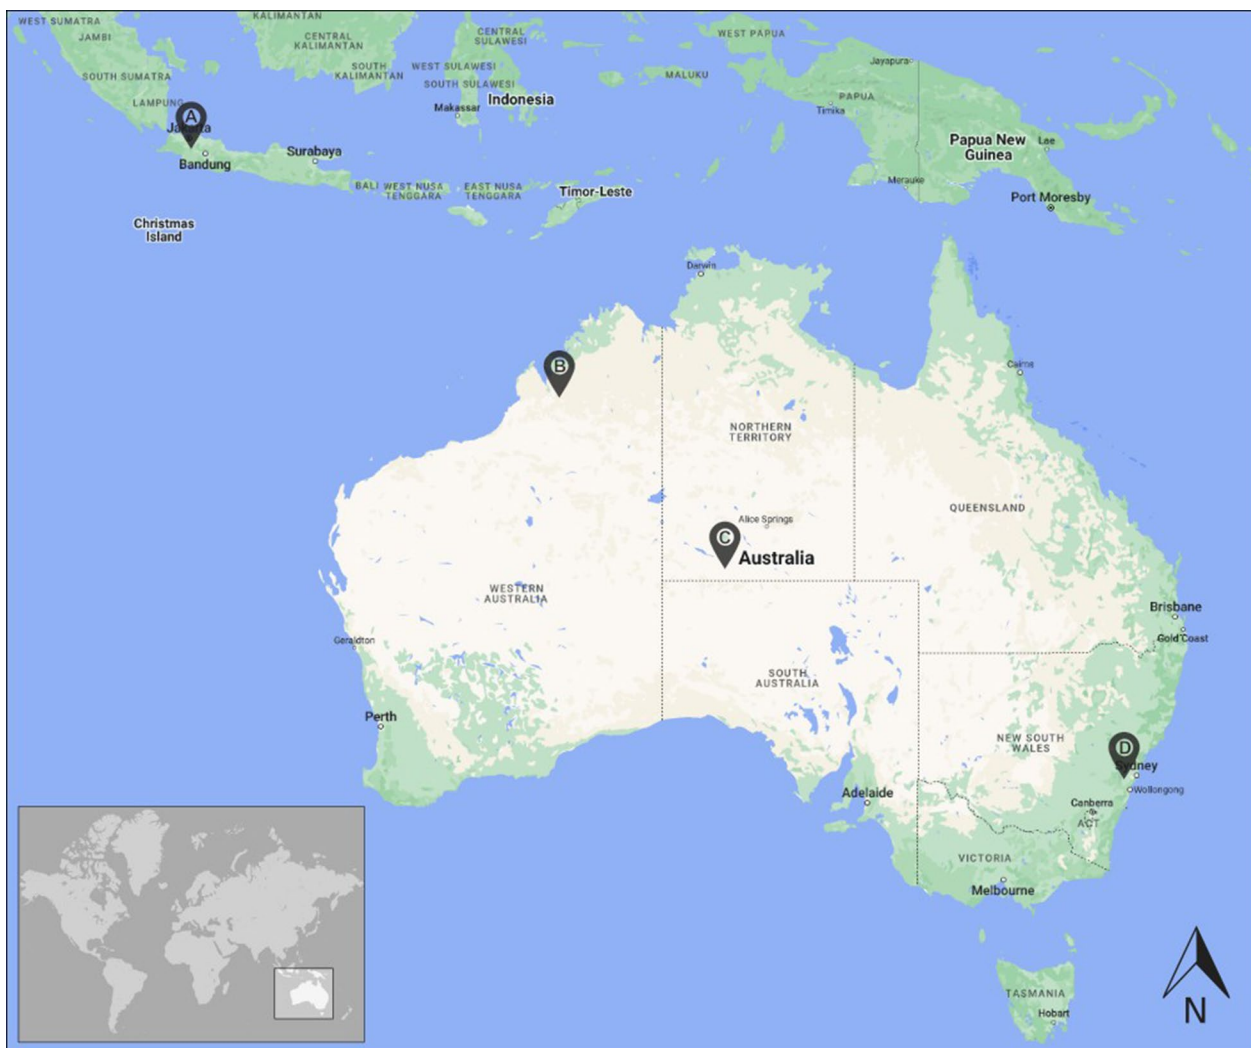 WEST SUMATRA
JAMBI
SOUTH SUMATRA
LAMPUNG
KALIMANTAN
CENTRAL
KALIMANTAN
SOUTH
KALIMANTAN
CENTRAL
SULAWESI
WEST SULAWESI
SOUTH SULAWESI
Makassar
Indonesia
MALUKU
WEST PAPUA
Jayapura
PAPUA
Timika
Papua New
Guinea
Lae
Merauke
Port Moresby
A
Jakarta
Bandung
Surabaya
BALI
WEST NUSA
TENGGARA
EAST NUSA
TENGGARA
Timor-Leste
Christmas
Island
Darwin
B
Cairns
NORTHERN
TERRITORY
QUEENSLAND
Alice Springs
C
Australia
WESTERN
AUSTRALIA
Geraldton
Perth
SOUTH
AUSTRALIA
Brisbane
Gold Coast
NEW SOUTH
WALES
D
Sydney
Wollongong
Adelaide
Canberra
ACT
VICTORIA
Melbourne
TASMANIA
Hobart
N